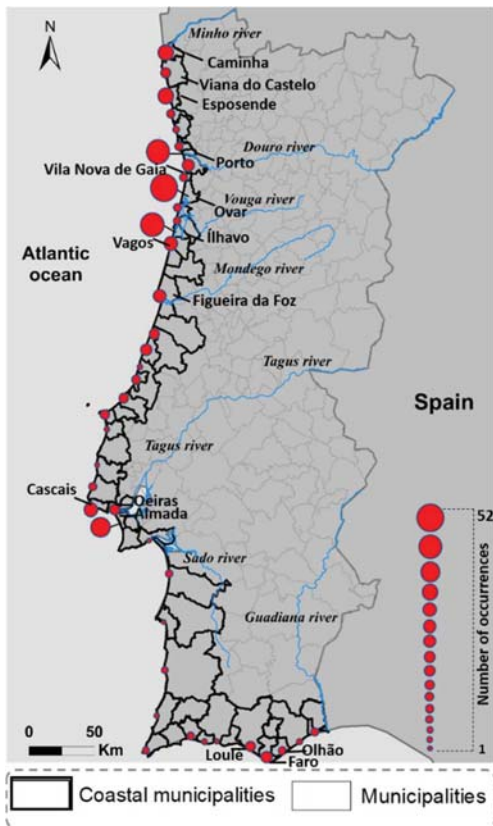 N
Minho river
Caminha
Viana do Castelo
Esposende
Douro river
Porto
Vila Nova de Gaia
Vouga river
Ovar
Ílhavo
Vagos
Atlantic
ocean
Mondego river
Figueira da Foz
Tagus river
Spain
Tagus river
Cascais
Oeiras
Almada
Sado river
Guadiana river
52
Number of occurrences
1
0 50
Km
Loulé
Olhão
Faro
Coastal municipalities
Municipalities